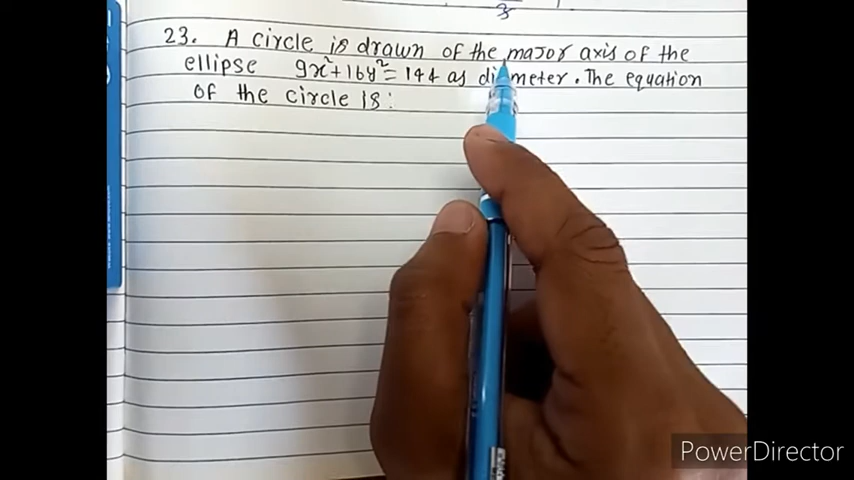 23. A circle is drawn of the major axis of the
ellipse 9x²+16y²=144 as diameter. The equation
of the circle is:
PowerDirector